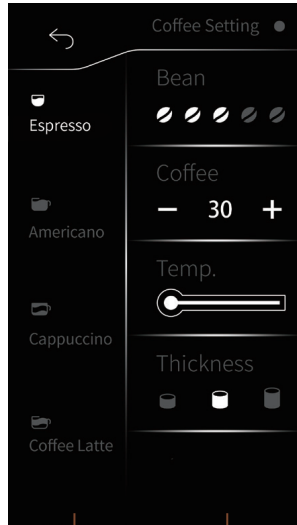 Coffee Setting
Espresso
Americano
Cappuccino
Coffee Latte
Bean
Coffee
− 30 +
Temp.
Thickness